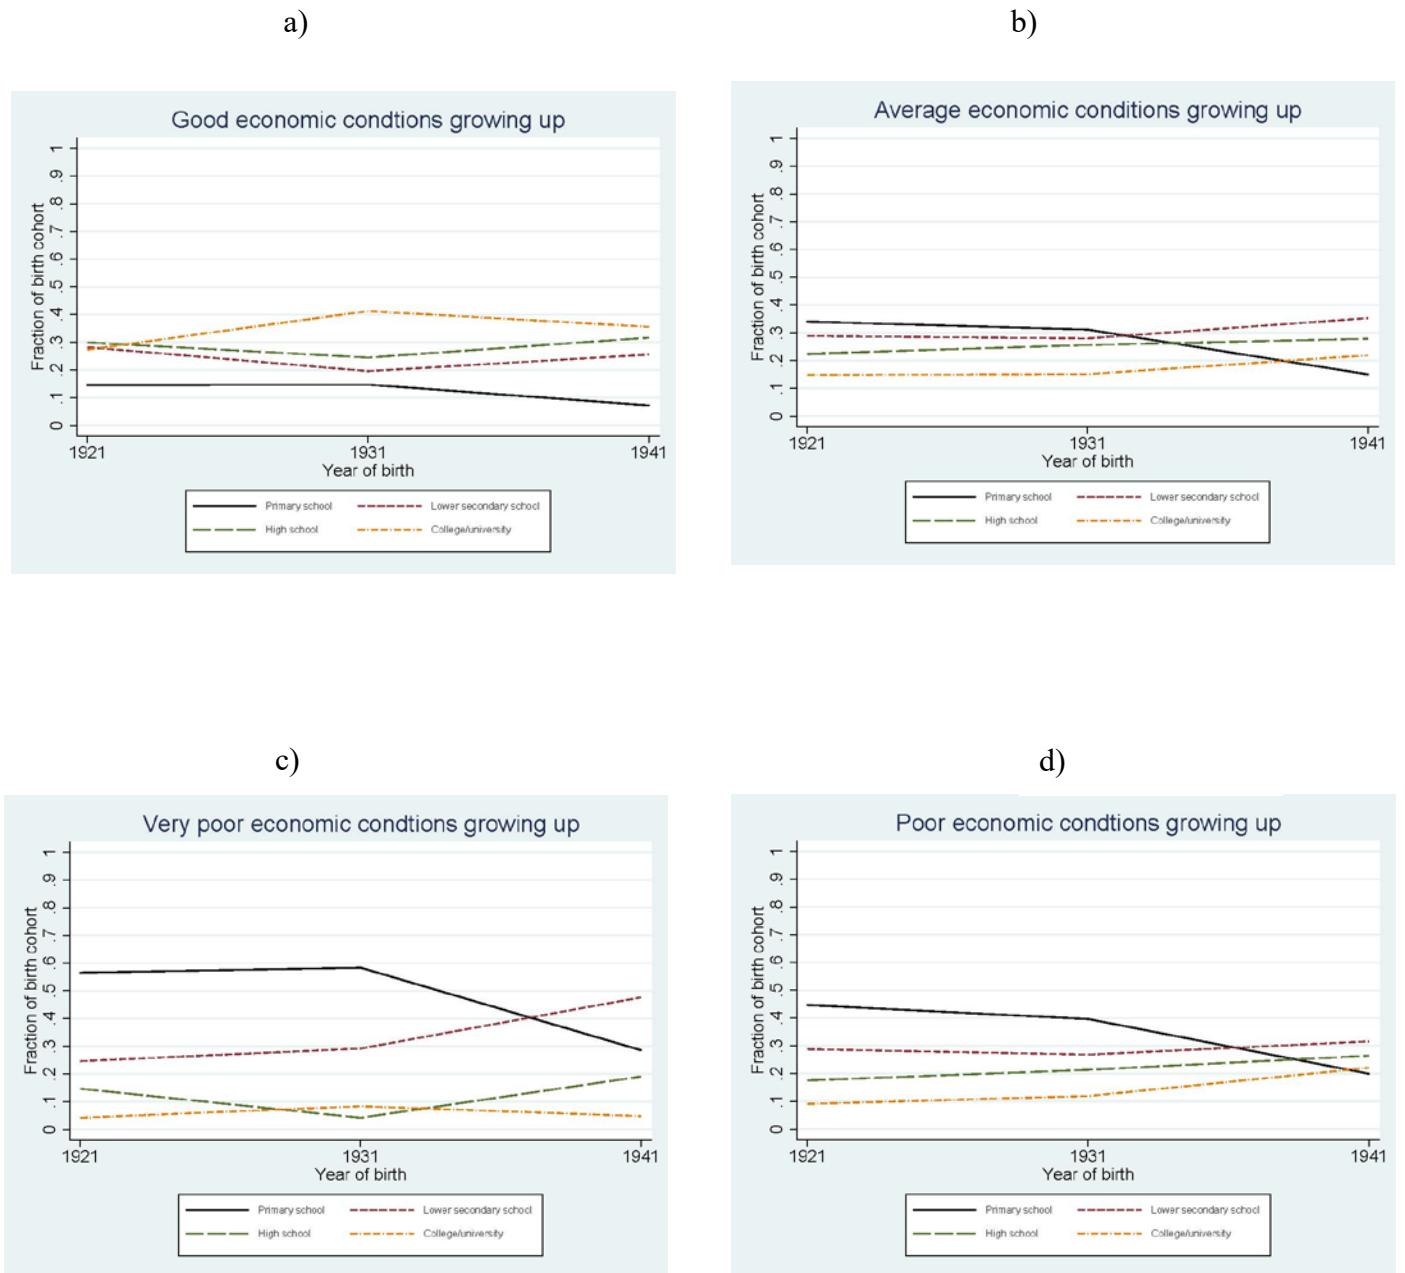 a)
Good economic condtions growing up
Fraction of birth cohort
1
.9
.8
.7
.6
.5
.4
.3
.2
.1
0
1921 1931 1941
Year of birth
Primary school Lower secondary school
High school College/university
b)
Average economic conditions growing up
Fraction of birth cohort
1
.9
.8
.7
.6
.5
.4
.3
.2
.1
0
1921 1931 1941
Year of birth
Primary school Lower secondary school
High school College/university
c)
Very poor economic condtions growing up
Fraction of birth cohort
1
.9
.8
.7
.6
.5
.4
.3
.2
.1
0
1921 1931 1941
Year of birth
Primary school Lower secondary school
High school College/university
d)
Poor economic condtions growing up
Fraction of birth cohort
1
.9
.8
.7
.6
.5
.4
.3
.2
.1
0
1921 1931 1941
Year of birth
Primary school Lower secondary school
High school College/university